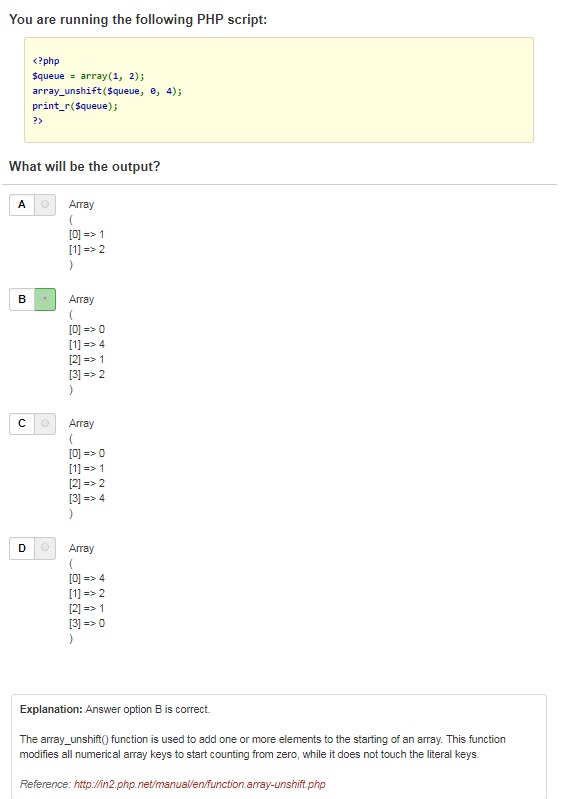 You are running the following PHP script:
<?php
$queue = array(1, 2);
array_unshift($queue, 0, 4);
print_r($queue);
?>
What will be the output?
A Array
(
[0] => 1
[1] => 2
)
B Array
(
[0] => 0
[1] => 4
[2] => 1
[3] => 2
)
C Array
(
[0] => 0
[1] => 1
[2] => 2
[3] => 4
)
D Array
(
[0] => 4
[1] => 2
[2] => 1
[3] => 0
)
Explanation: Answer option B is correct.
The array_unshift() function is used to add one or more elements to the starting of an array. This function
modifies all numerical array keys to start counting from zero, while it does not touch the literal keys.
Reference: http://in2.php.net/manual/en/function.array-unshift.php